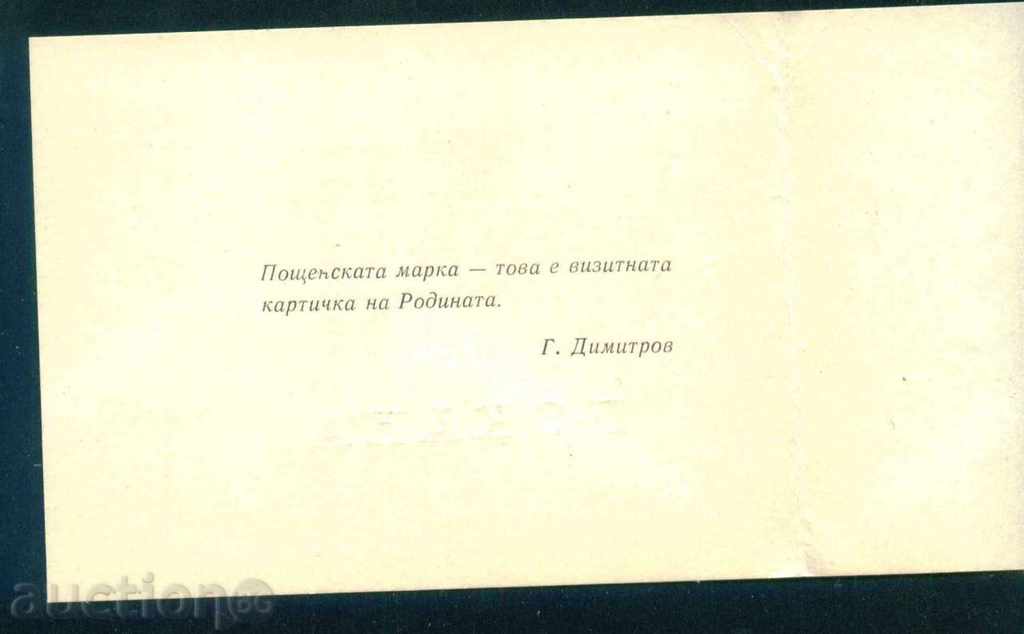 Пощенската марка — това е визитната
картичка на Родината.
Г. Димитров
auction.bg